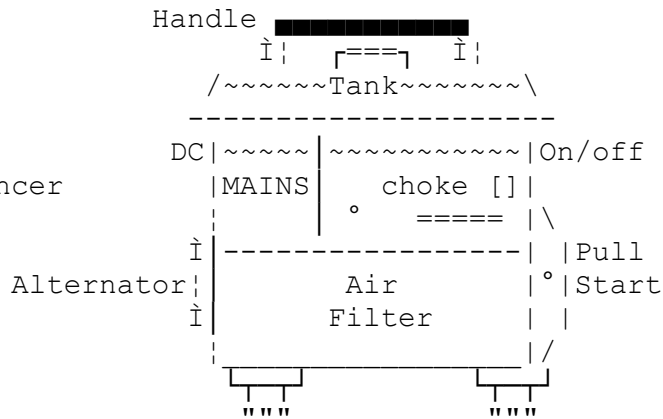 Handle
Tank
DC On/off
ncer MAINS choke []
Pull
Alternator Air Start
Filter